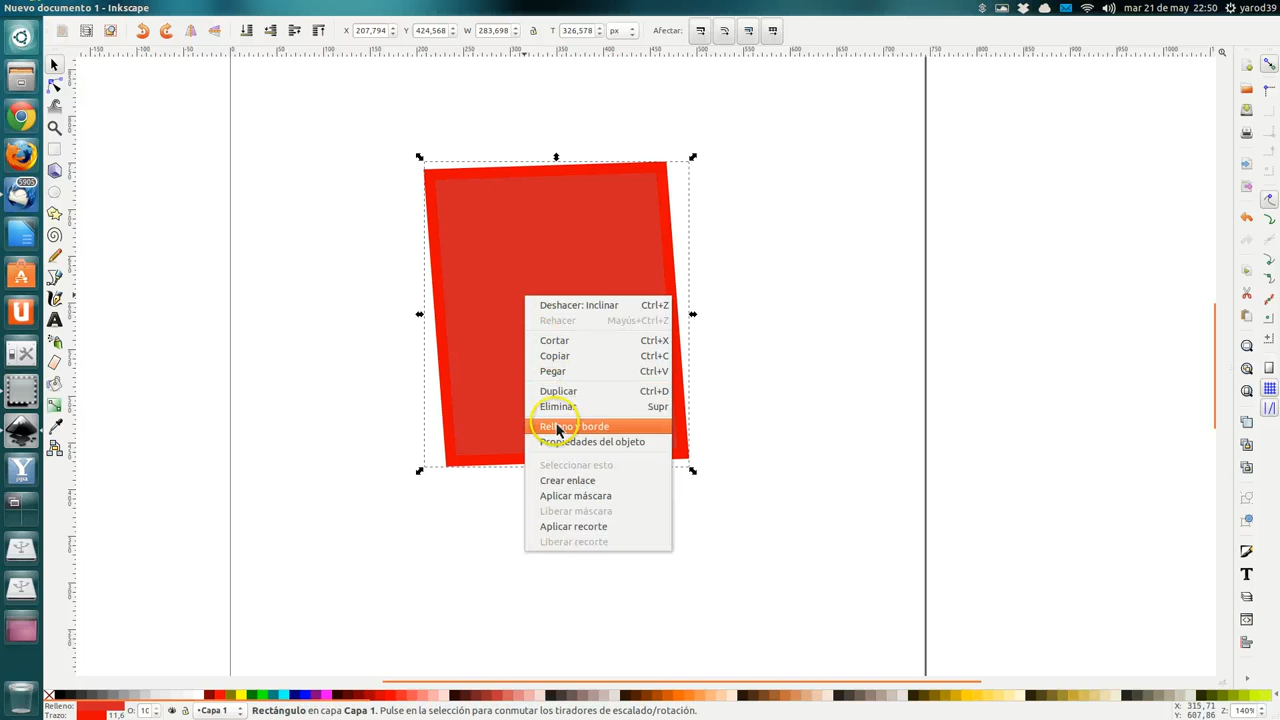 Nuevo documento 1 - Inkscape
mar 21 de may 22:50 yarod39
X 207,794 Y 424,568 W 283,698 T 326,578 px Afectar:
5905
Deshacer: Inclinar Ctrl+Z
Rehacer Mayús+Ctrl+Z
Cortar Ctrl+X
Copiar Ctrl+C
Pegar Ctrl+V
Duplicar Ctrl+D
Eliminar Supr
Relleno y borde
Propiedades del objeto
Seleccionar esto
Crear enlace
Aplicar máscara
Liberar máscara
Aplicar recorte
Liberar recorte
Relleno:
Trazo: 11,6
O: 10
Capa 1
Rectángulo en capa Capa 1. Pulse en la selección para conmutar los tiradores de escalado/rotación.
X: 315,71
Y: 607,86
Z: 140%